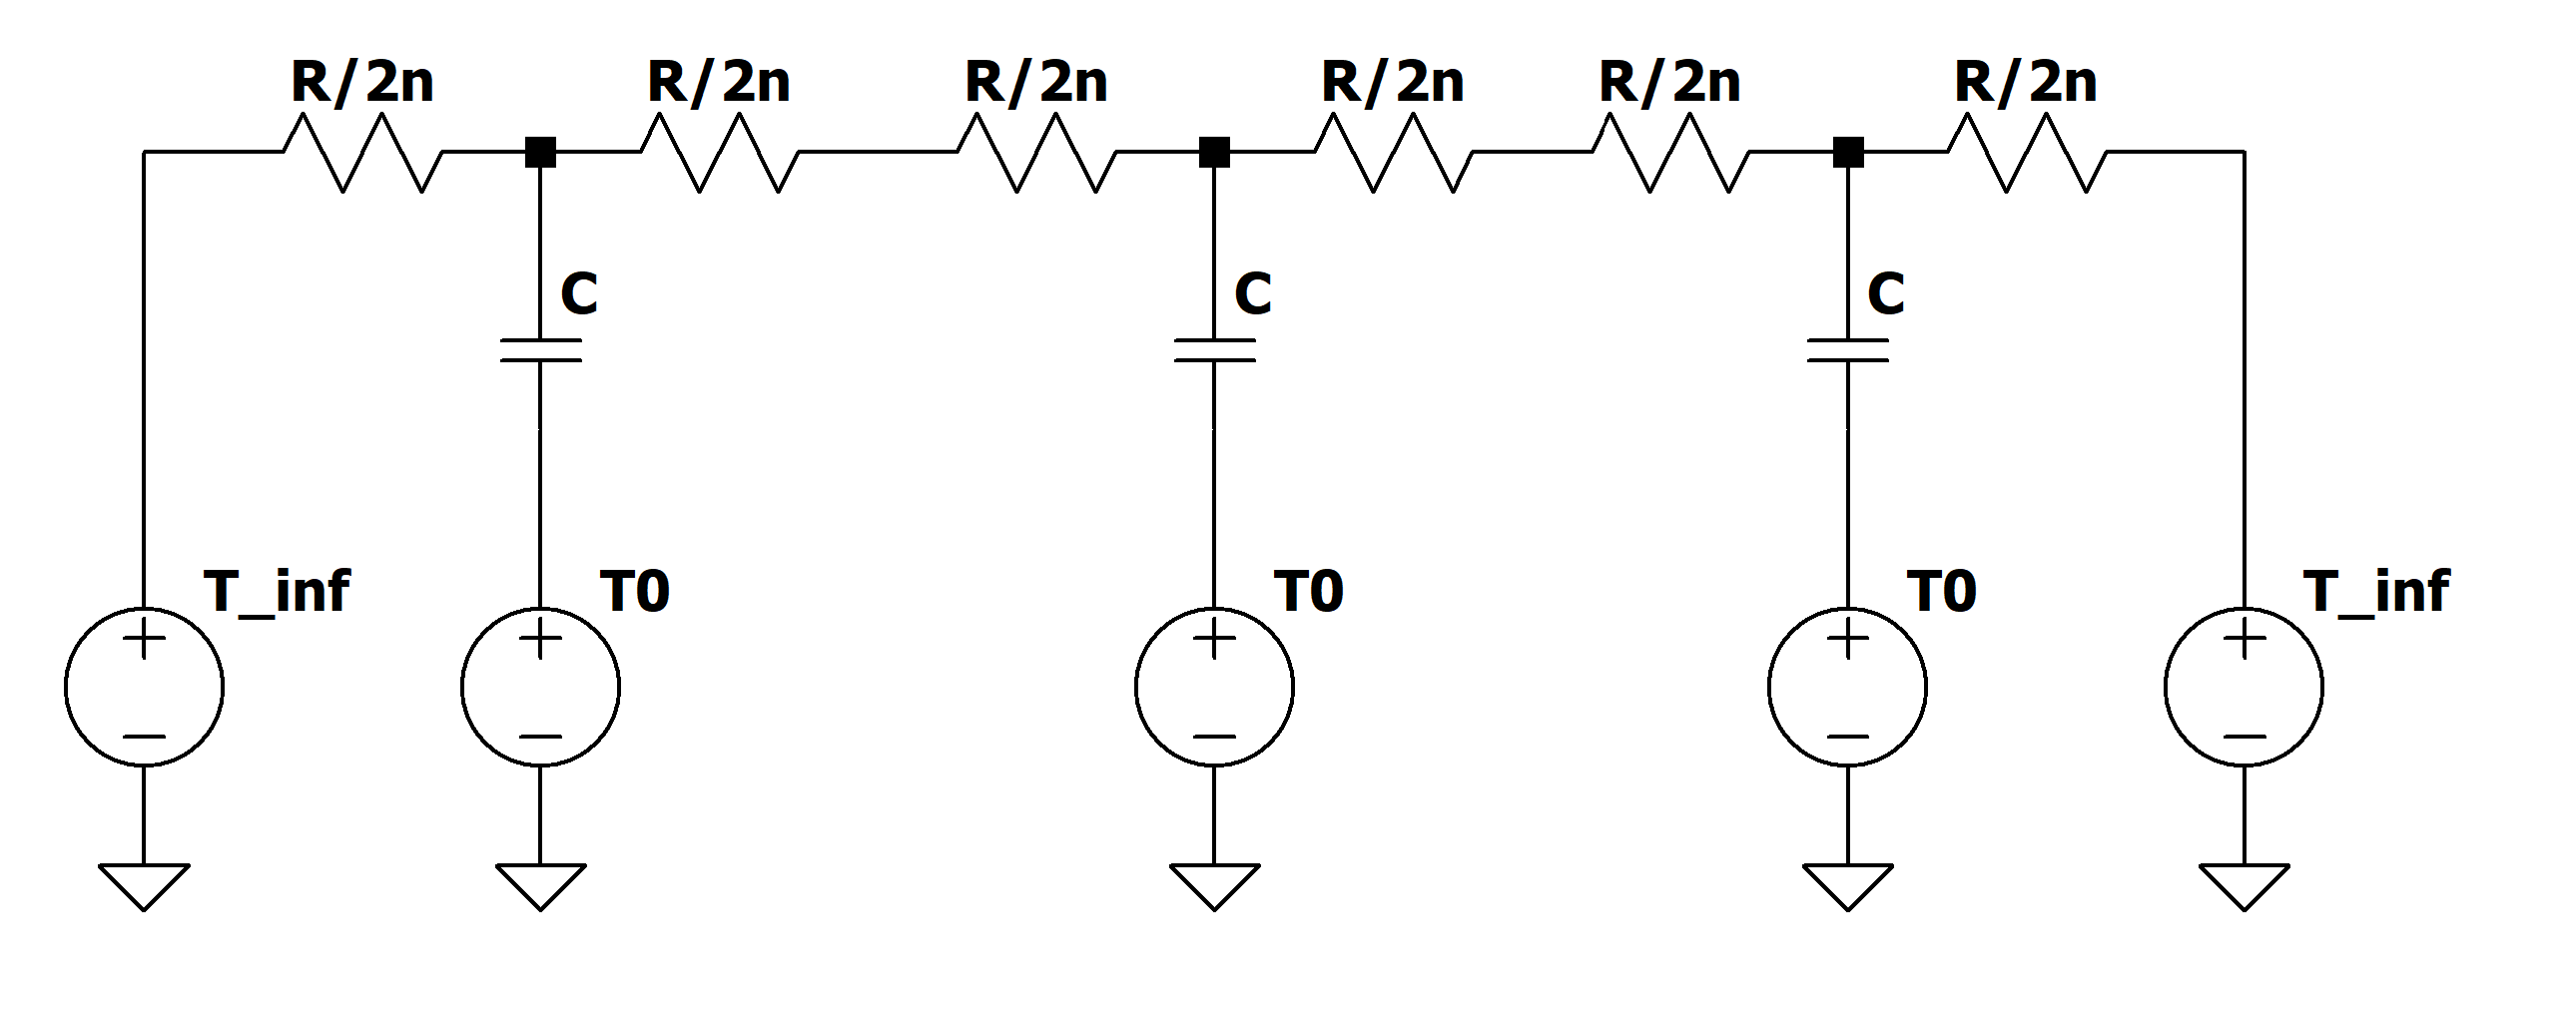 R/2n R/2n R/2n R/2n R/2n R/2n
C C C
T_inf T0 T0 T0 T_inf